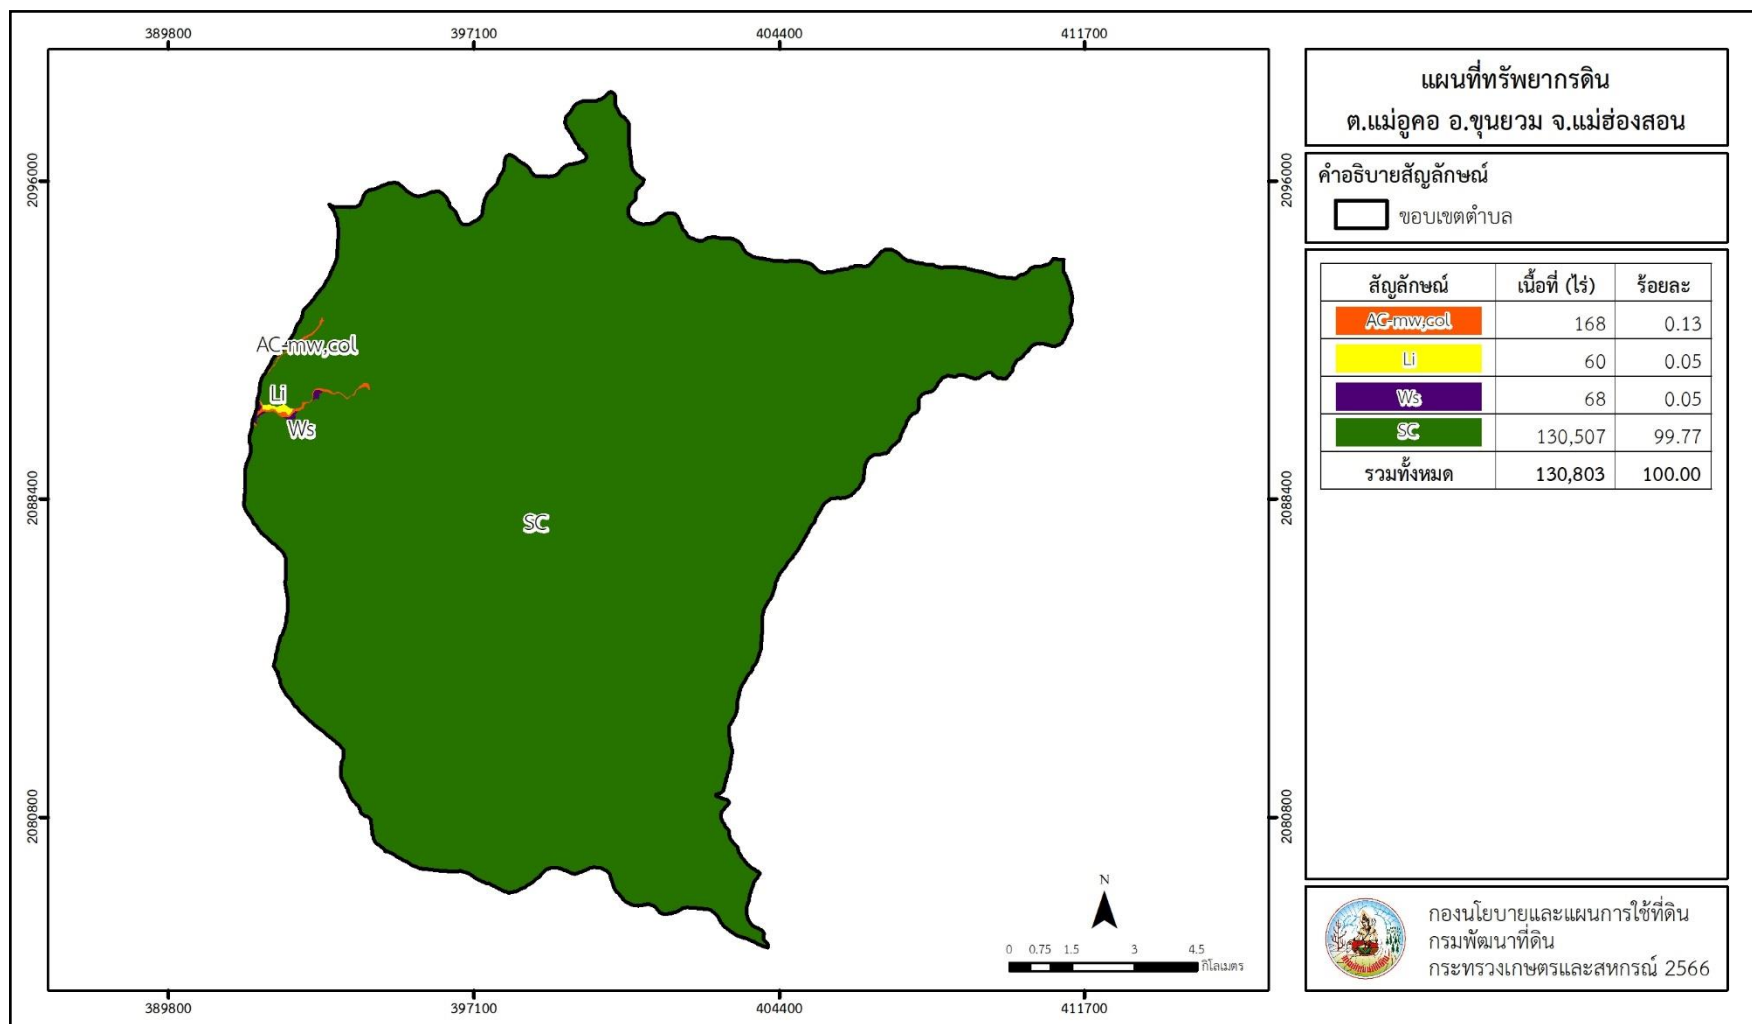 389800
397100
404400
411700
2096000
2096000
AC-mw,col
Li
Ws
2088400
2088400
SC
2080800
2080800
N
0 0.75 1.5 3 4.5
กิโลเมตร
389800
397100
404400
411700
แผนที่ทรัพยากรดิน
ต.แม่อูคอ อ.ขุนยวม จ.แม่ฮ่องสอน
คำอธิบายสัญลักษณ์
ขอบเขตตำบล
สัญลักษณ์ เนื้อที่ (ไร่) ร้อยละ
AC-mw,col 168 0.13
Li 60 0.05
Ws 68 0.05
SC 130,507 99.77
รวมทั้งหมด 130,803 100.00
กองนโยบายและแผนการใช้ที่ดิน
กรมพัฒนาที่ดิน
กระทรวงเกษตรและสหกรณ์ 2566